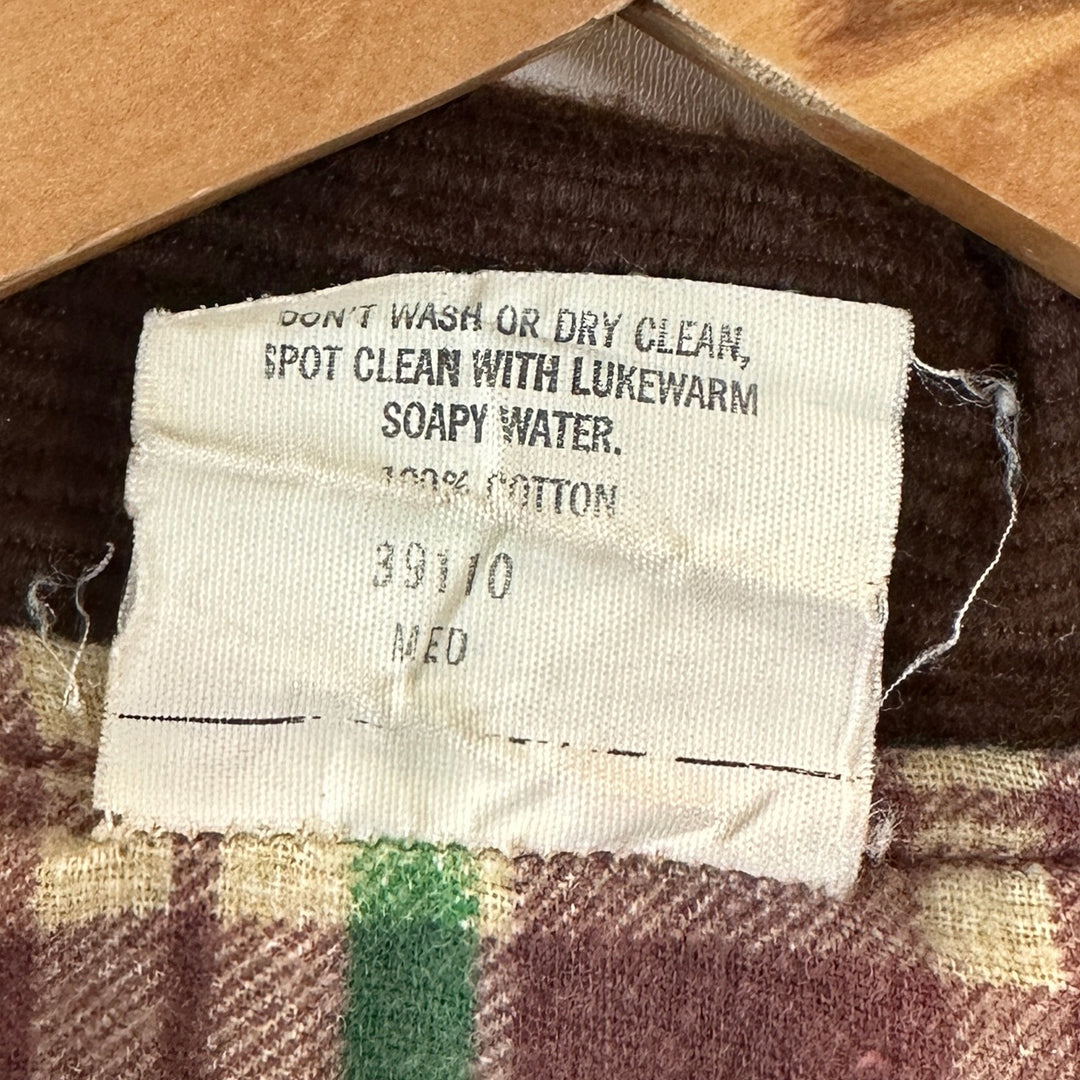 DON'T WASH OR DRY CLEAN,
SPOT CLEAN WITH LUKEWARM
SOAPY WATER.
100% COTTON
39110
MED